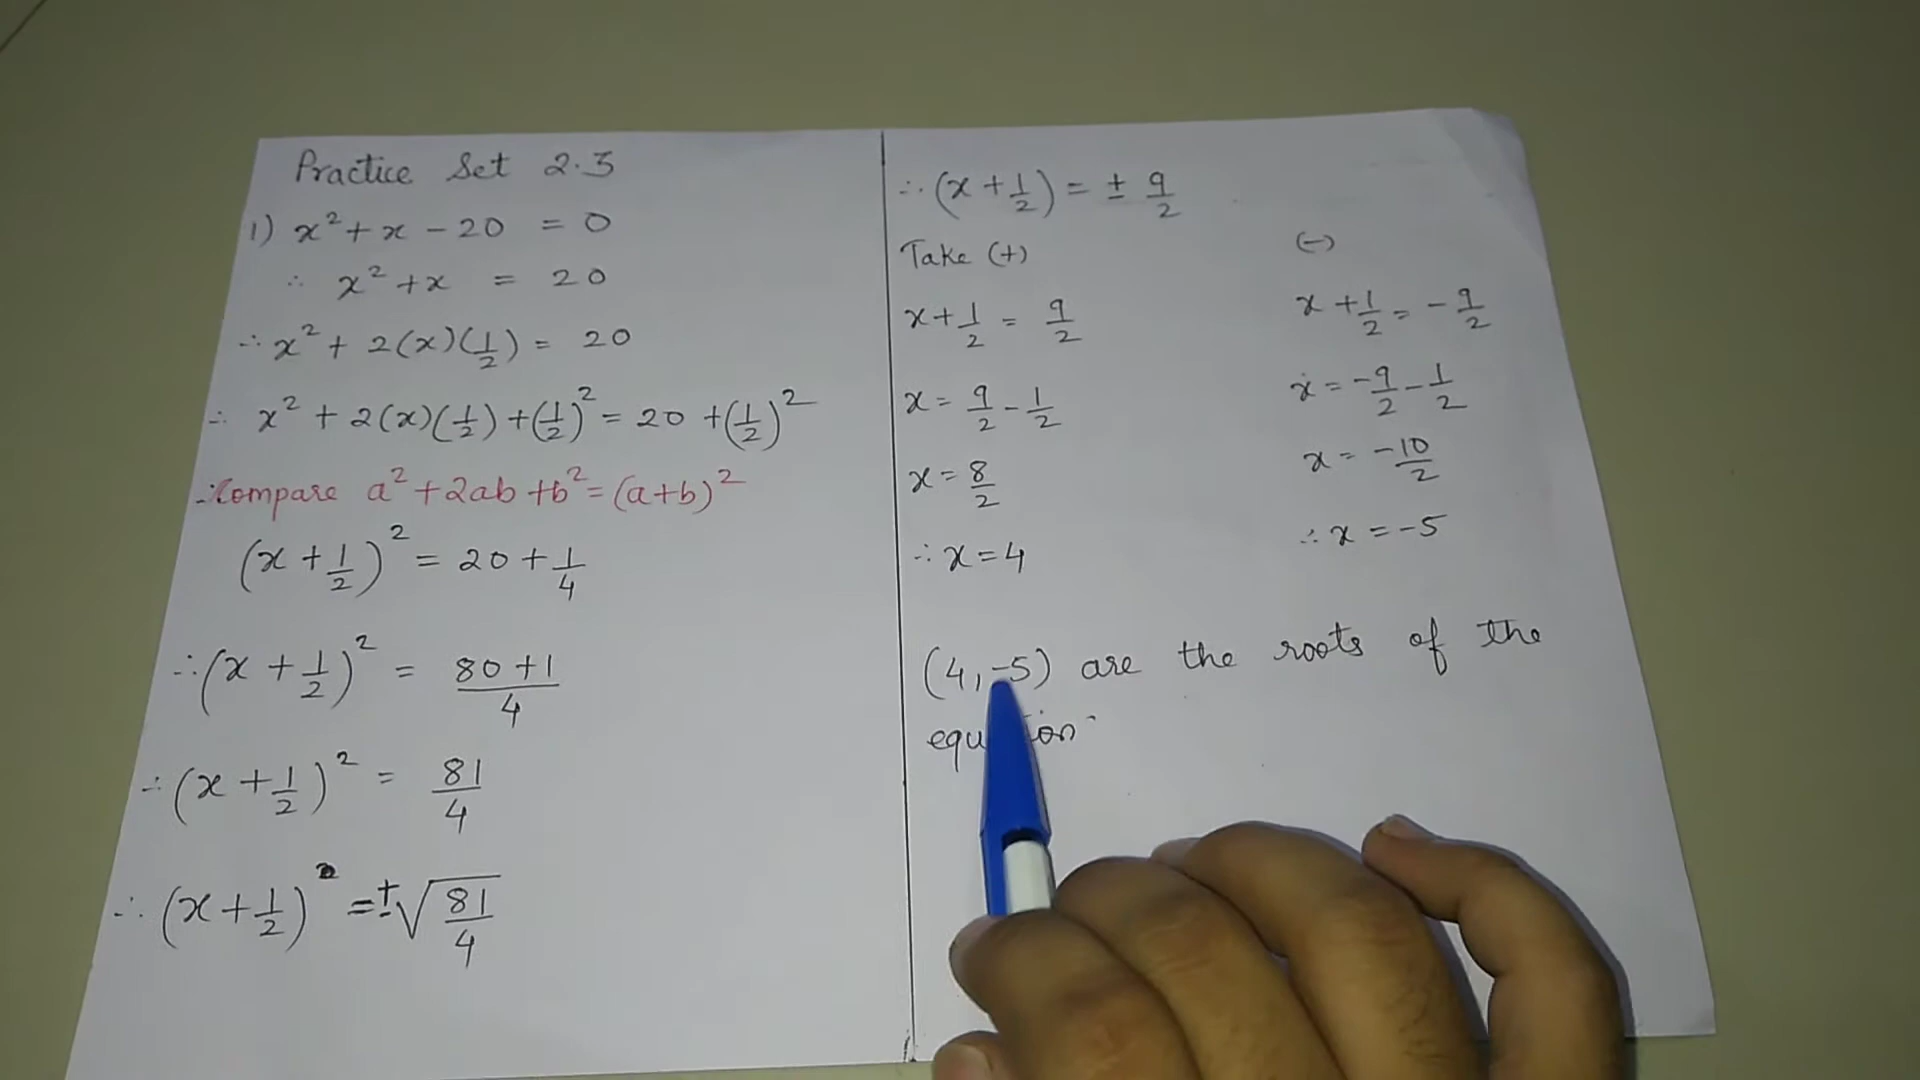 Practice Set 2.3
1) x² + x - 20 = 0
∴ x² + x = 20
∴ x² + 2(x)(1/2) = 20
∴ x² + 2(x)(1/2) + (1/2)² = 20 + (1/2)²
∴ Compare a² + 2ab + b² = (a+b)²
(x + 1/2)² = 20 + 1/4
∴ (x + 1/2)² = 80+1/4
∴ (x + 1/2)² = 81/4
∴ (x + 1/2) = ±√81/4
∴ (x + 1/2) = ± 9/2
Take (+)
x + 1/2 = 9/2
x = 9/2 - 1/2
x = 8/2
∴ x = 4
(-)
x + 1/2 = - 9/2
x = -9/2 - 1/2
x = -10/2
∴ x = -5
(4, -5) are the roots of the
equation